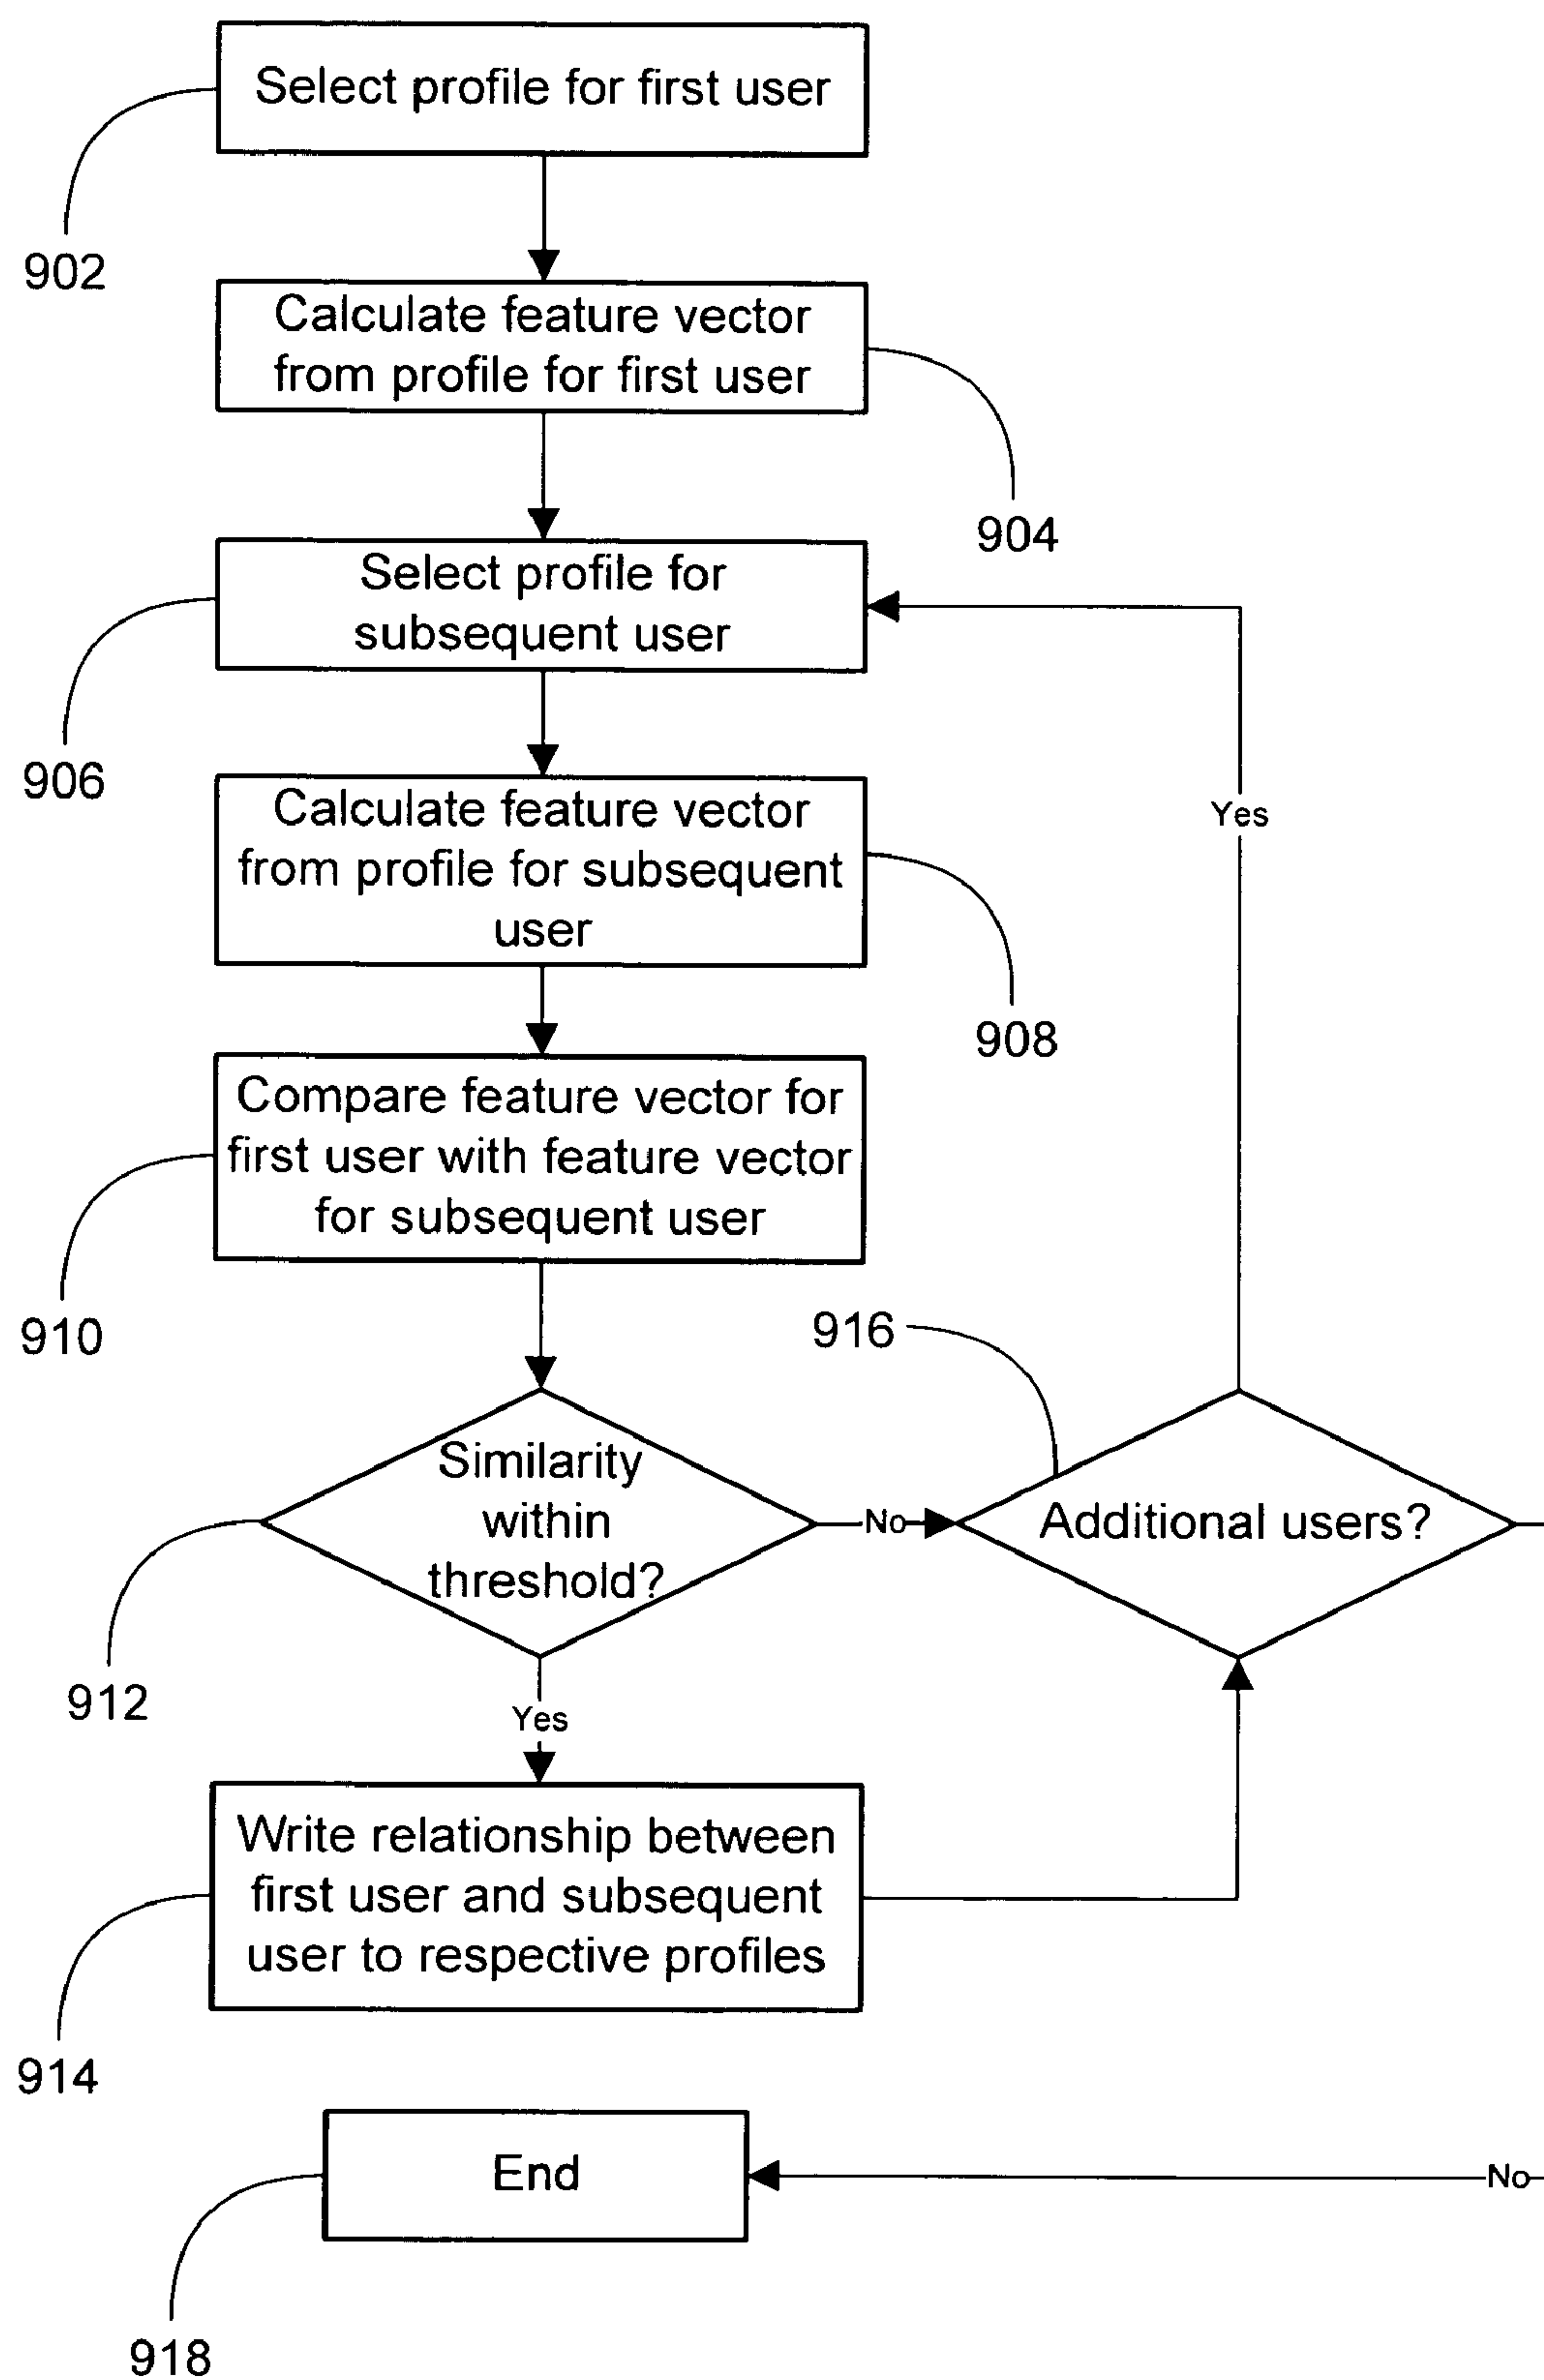 Select profile for first user
902
Calculate feature vector
from profile for first user
904
Select profile for
subsequent user
906
Calculate feature vector
from profile for subsequent
user
Yes
908
Compare feature vector for
first user with feature vector
for subsequent user
910
916
Similarity
within
threshold?
No
Additional users?
912
Yes
Write relationship between
first user and subsequent
user to respective profiles
914
End
No
918